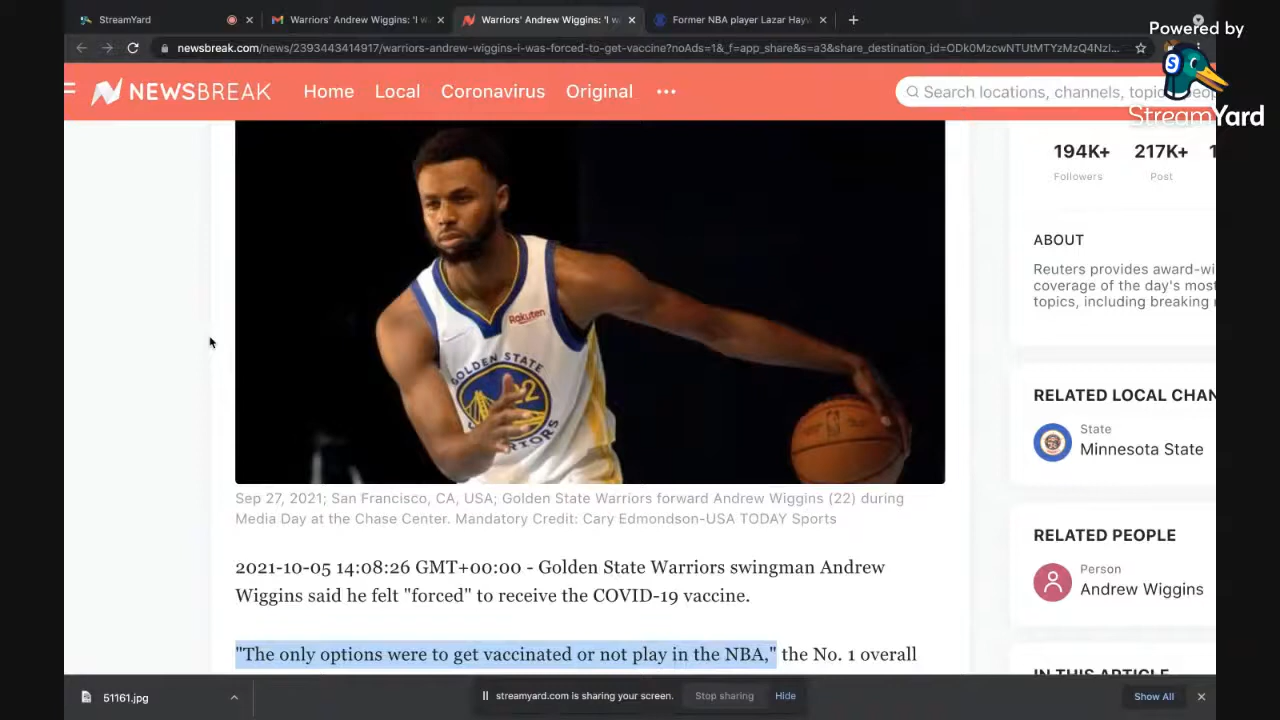 StreamYard
Warriors' Andrew Wiggins: 'I w
Warriors' Andrew Wiggins: 'I w
Former NBA player Lazar Hayw
Powered by
StreamYard
newsbreak.com/news/2393443414917/warriors-andrew-wiggins-i-was-forced-to-get-vaccine?noAds=1&_f=app_share&s=a3&share_destination_id=ODk0MzcwNTUtMTYzMzQ4NzI...
NEWSBREAK
Home
Local
Coronavirus
Original
Search locations, channels, topics, peop
194K+
217K+
1
Followers
Post
ABOUT
Reuters provides award-wi
coverage of the day's most
topics, including breaking
Rakuten
GOLDEN STATE
22
WARRIORS
RELATED LOCAL CHAN
State
Minnesota State
Sep 27, 2021; San Francisco, CA, USA; Golden State Warriors forward Andrew Wiggins (22) during
Media Day at the Chase Center. Mandatory Credit: Cary Edmondson-USA TODAY Sports
RELATED PEOPLE
Person
Andrew Wiggins
2021-10-05 14:08:26 GMT+00:00 - Golden State Warriors swingman Andrew
Wiggins said he felt "forced" to receive the COVID-19 vaccine.
"The only options were to get vaccinated or not play in the NBA," the No. 1 overall
IN THIS ARTICLE
51161.jpg
streamyard.com is sharing your screen.
Stop sharing
Hide
Show All